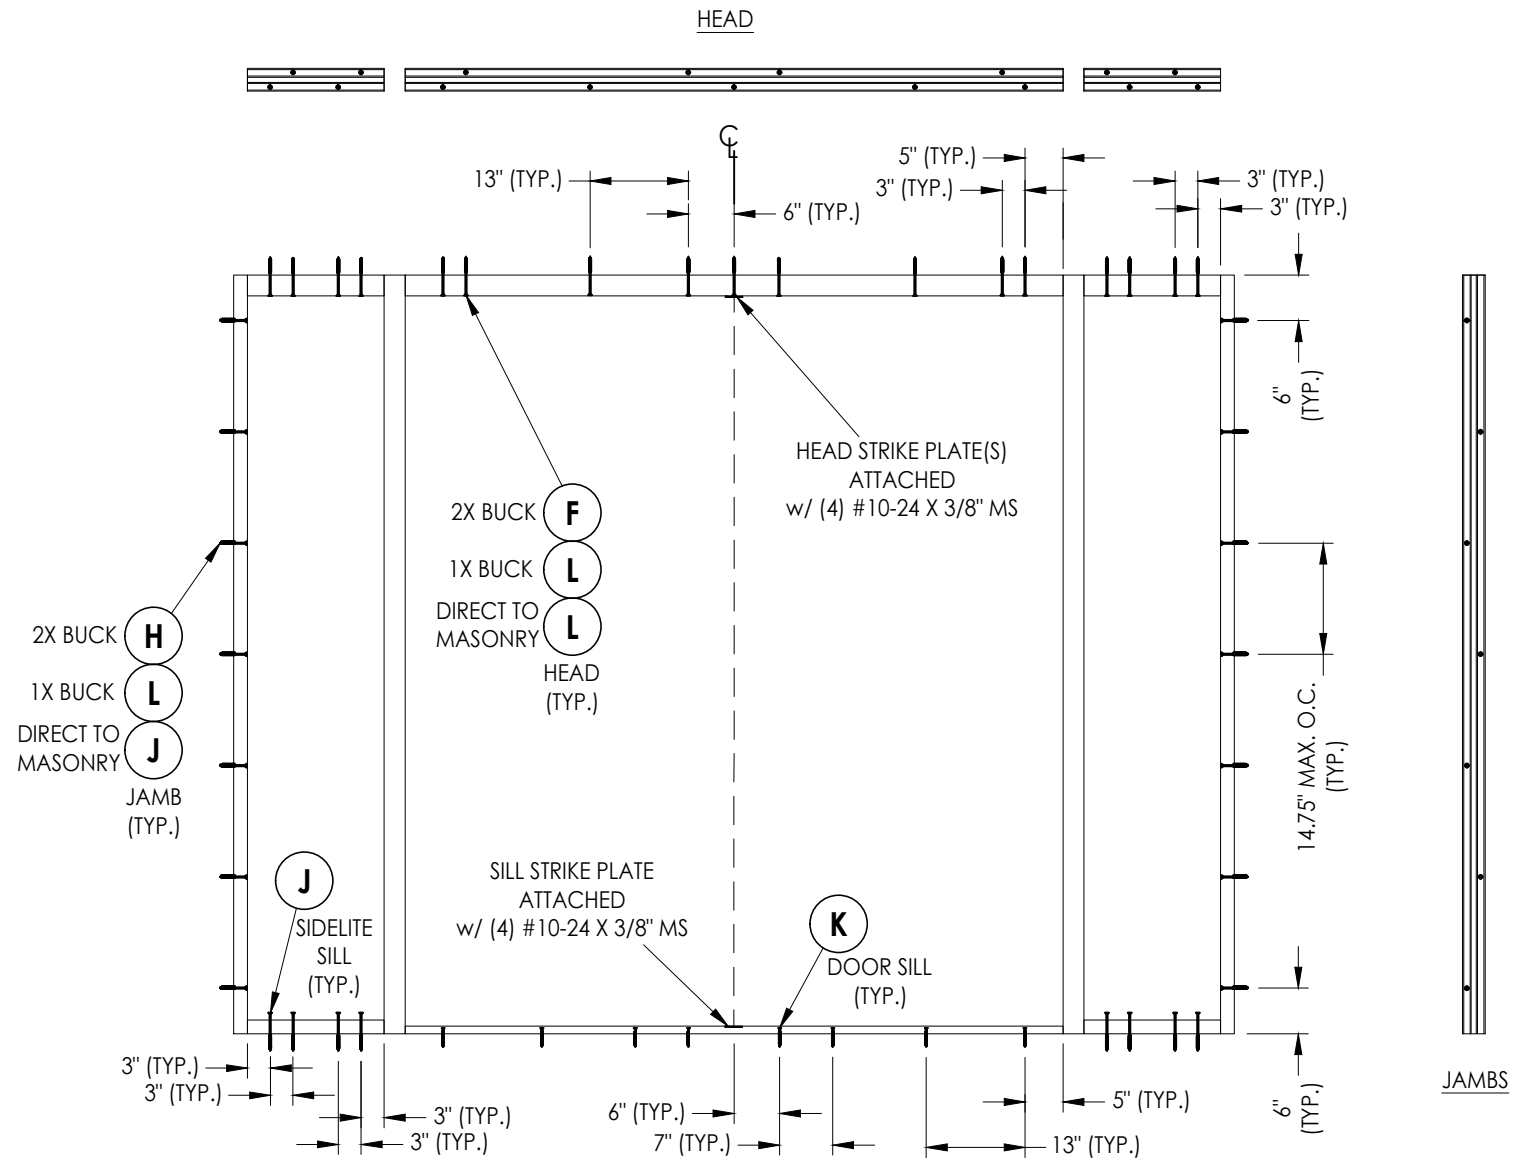 HEAD
CL
5" (TYP.)
13" (TYP.)
3" (TYP.)
3" (TYP.)
6" (TYP.)
3" (TYP.)
6"
(TYP.)
HEAD STRIKE PLATE(S)
ATTACHED
w/ (4) #10-24 X 3/8" MS
2X BUCK F
1X BUCK L
DIRECT TO
MASONRY L
HEAD
(TYP.)
2X BUCK H
1X BUCK L
DIRECT TO
MASONRY J
JAMB
(TYP.)
14.75" MAX. O.C.
(TYP.)
J
SIDELITE
SILL
(TYP.)
SILL STRIKE PLATE
ATTACHED
w/ (4) #10-24 X 3/8" MS
K
DOOR SILL
(TYP.)
3" (TYP.)
3" (TYP.)
3" (TYP.)
3" (TYP.)
6" (TYP.)
7" (TYP.)
5" (TYP.)
13" (TYP.)
6"
(TYP.)
JAMBS